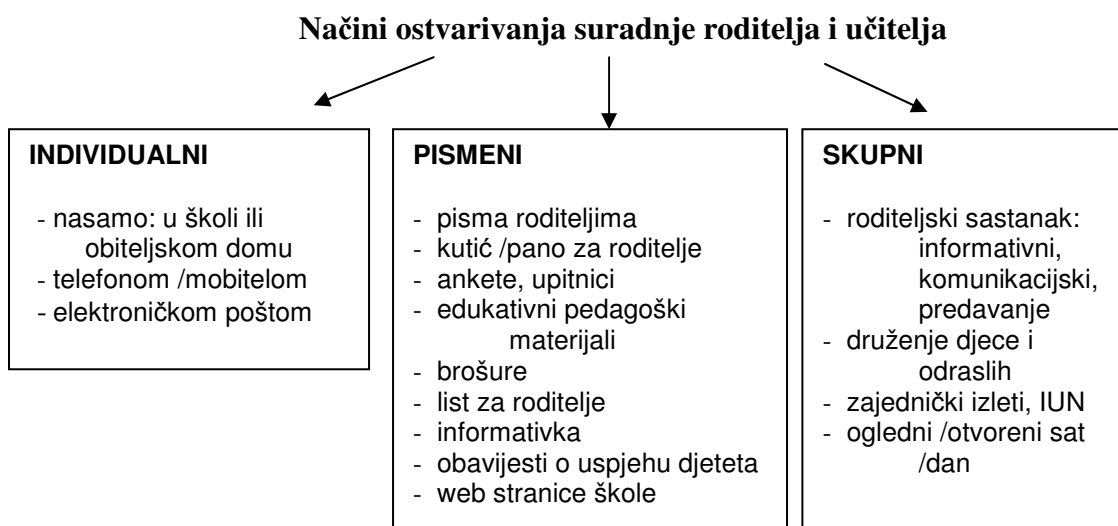 Načini ostvarivanja suradnje roditelja i učitelja
INDIVIDUALNI
- nasamo: u školi ili
obiteljskom domu
- telefonom /mobitelom
- elektroničkom poštom
PISMENI
- pisma roditeljima
- kutić /pano za roditelje
- ankete, upitnici
- edukativni pedagoški
materijali
- brošure
- list za roditelje
- informativka
- obavijesti o uspjehu djeteta
- web stranice škole
SKUPNI
- roditeljski sastanak:
informativni,
komunikacijski,
predavanje
- druženje djece i
odraslih
- zajednički izleti, IUN
- ogledni /otvoreni sat
/dan